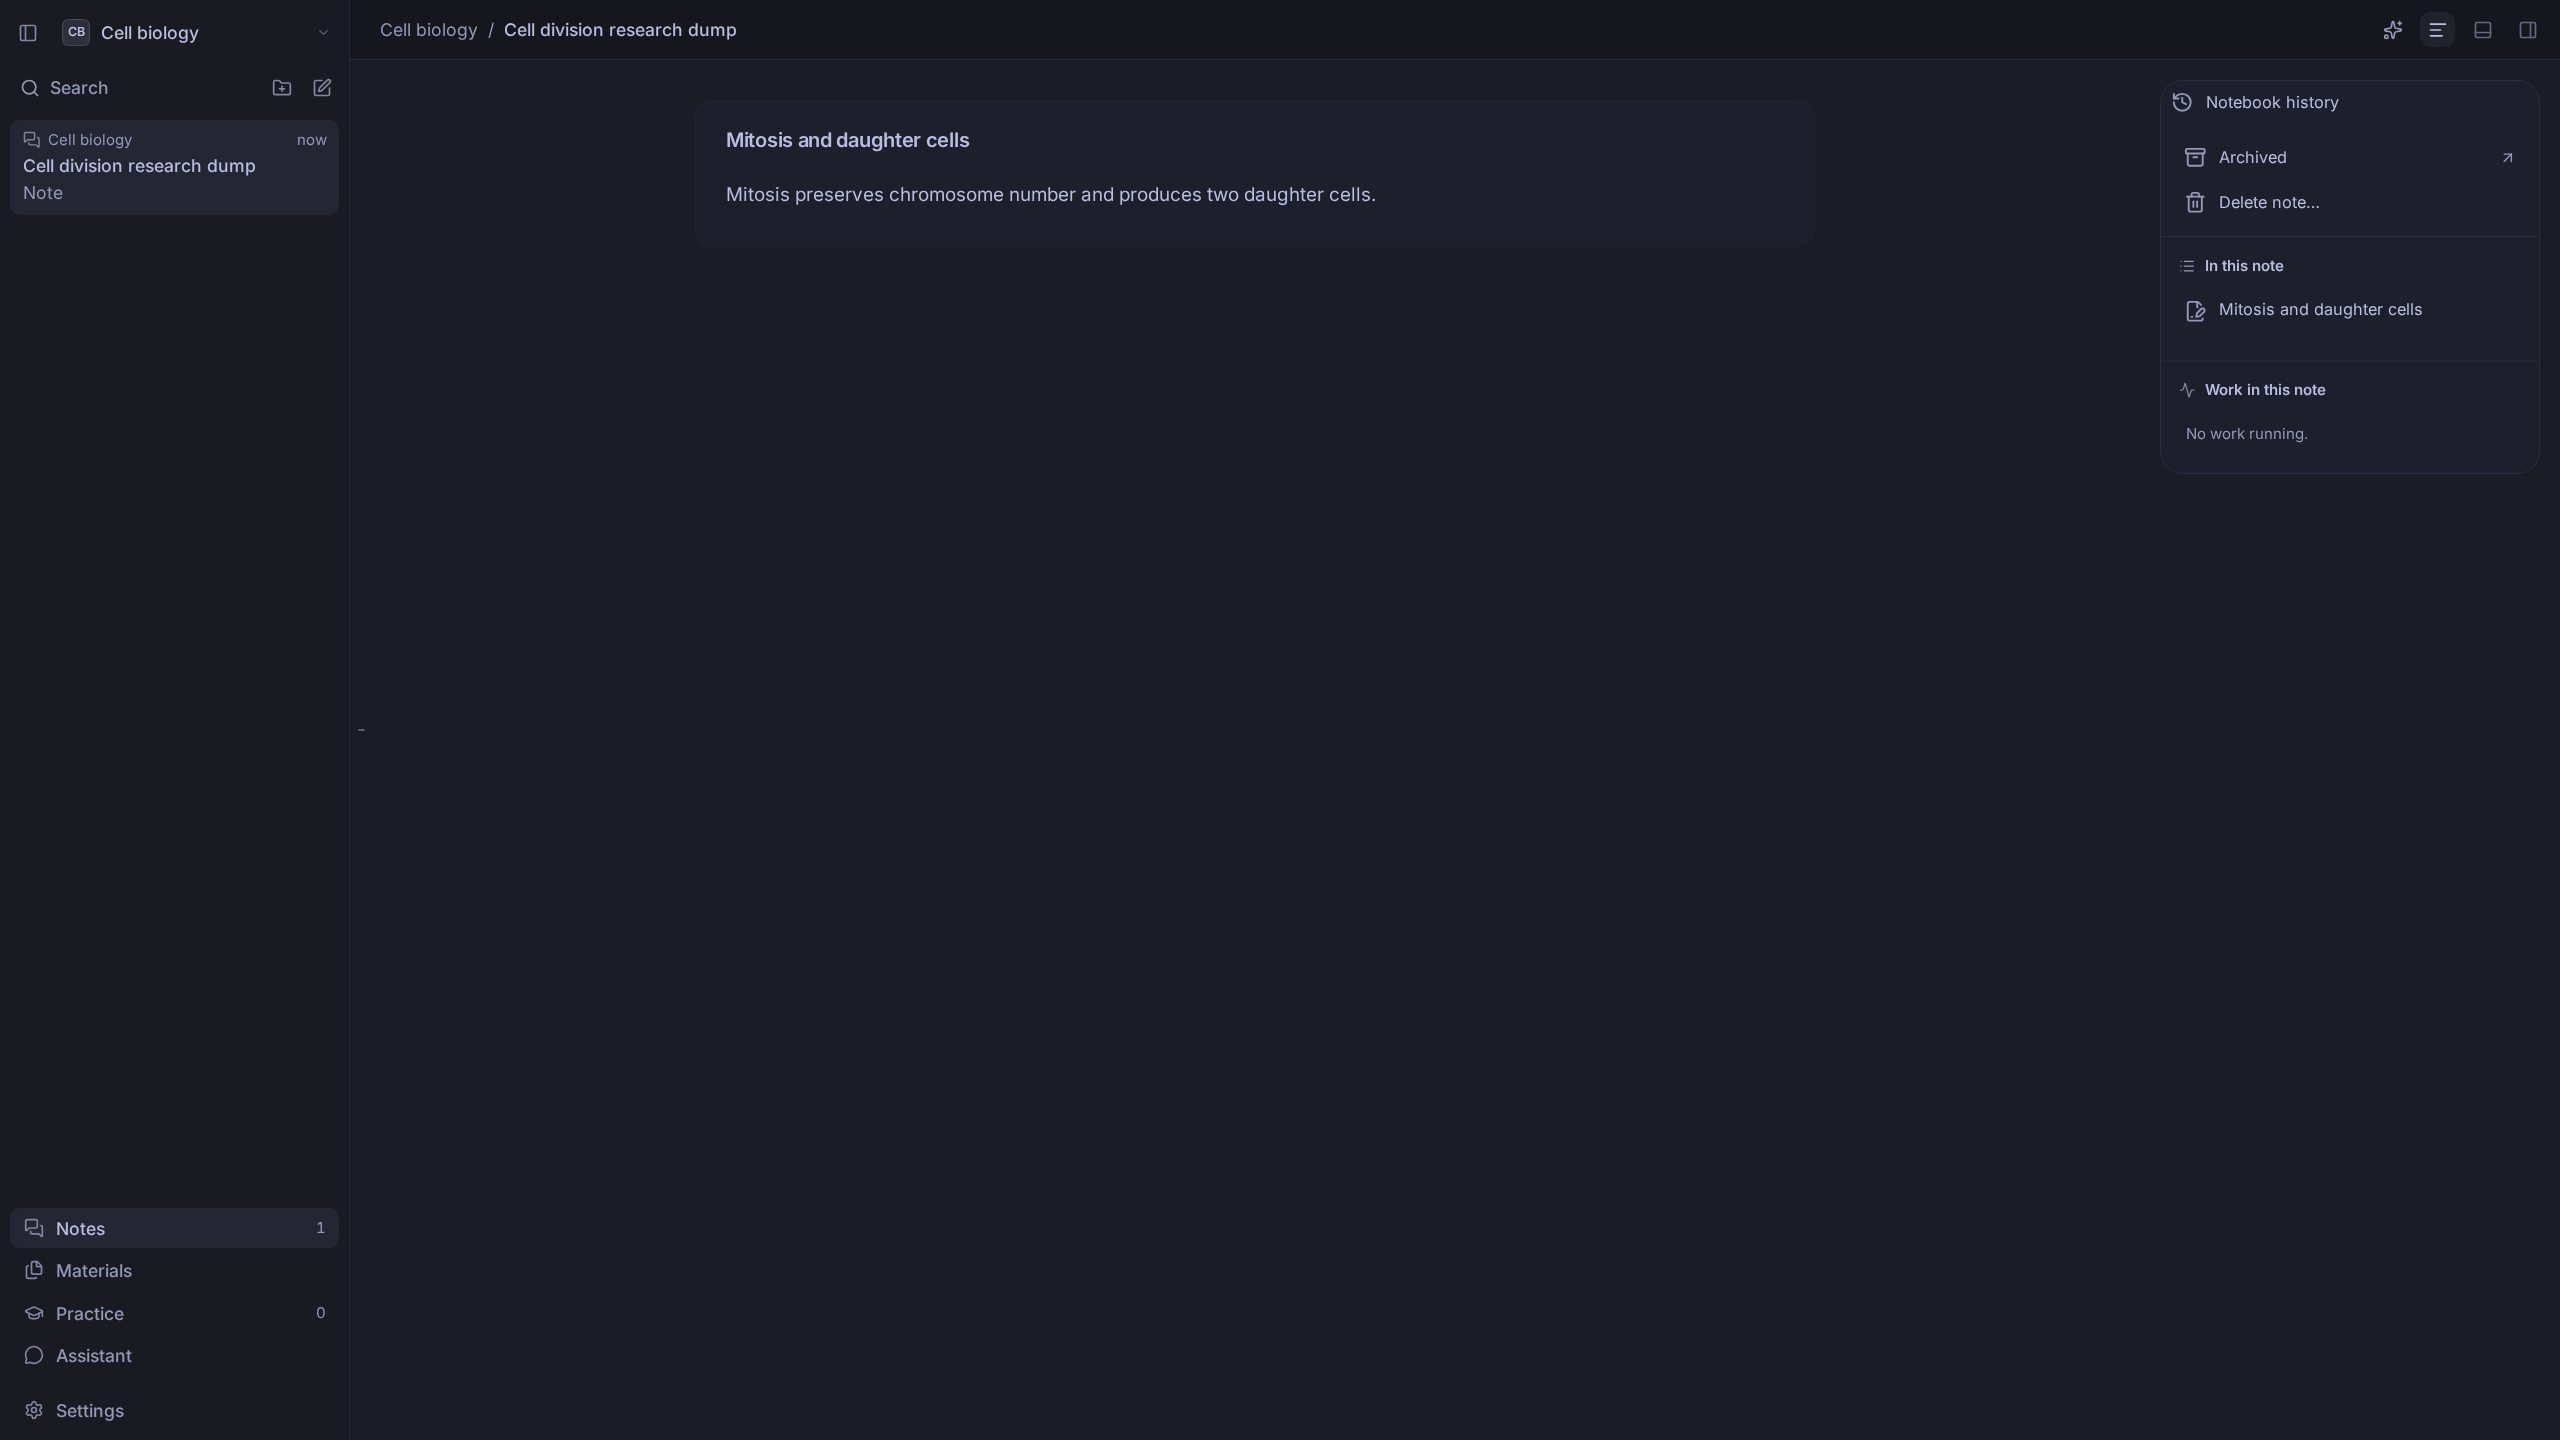 CB Cell biology
Search
Cell biology now
Cell division research dump
Note
Notes 1
Materials
Practice 0
Assistant
Settings
Cell biology / Cell division research dump
Mitosis and daughter cells
Mitosis preserves chromosome number and produces two daughter cells.
Notebook history
Archived
Delete note...
In this note
Mitosis and daughter cells
Work in this note
No work running.